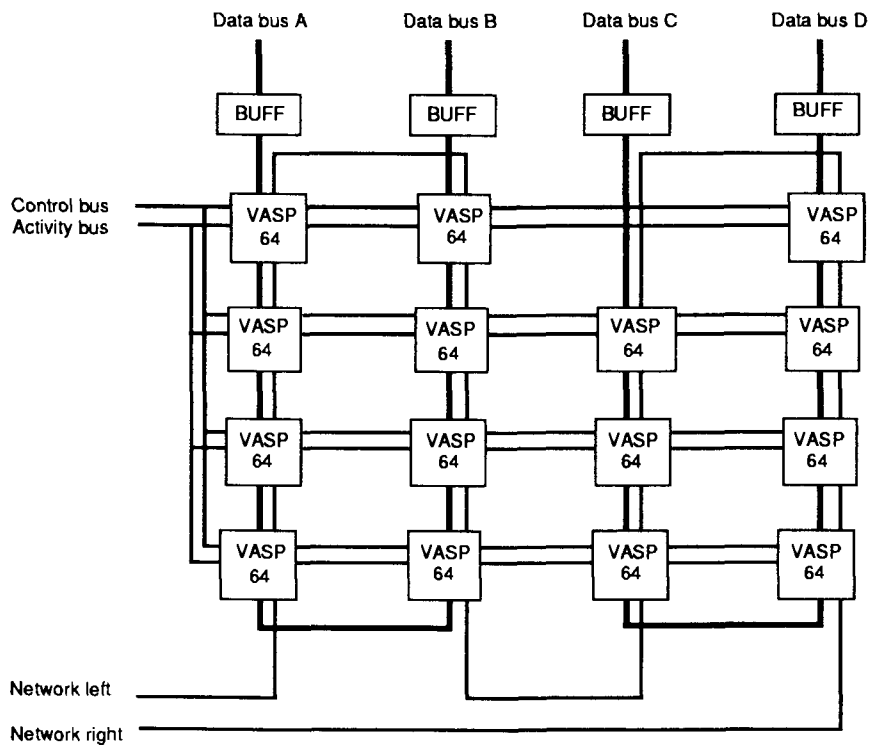 Data bus A
Data bus B
Data bus C
Data bus D
BUFF
BUFF
BUFF
BUFF
Control bus
Activity bus
VASP
64
VASP
64
VASP
64
VASP
64
VASP
64
VASP
64
VASP
64
VASP
64
VASP
64
VASP
64
VASP
64
VASP
64
VASP
64
VASP
64
VASP
64
Network left
Network right